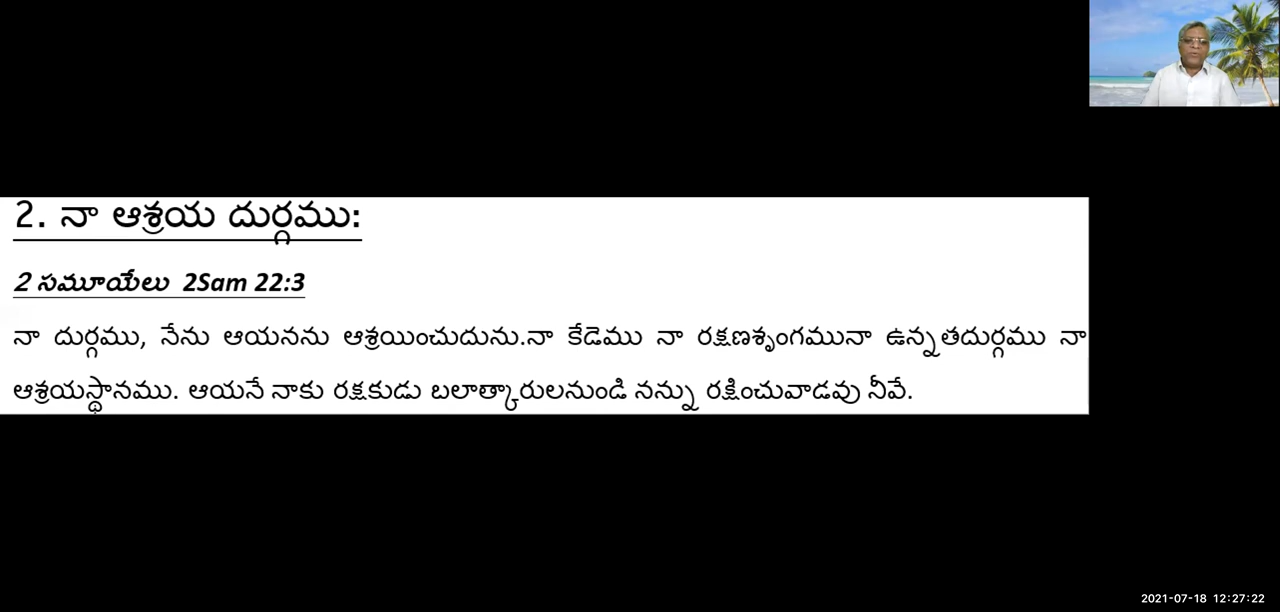 2. నా ఆశ్రయ దుర్గము:
2 సమూయేలు 2Sam 22:3
నా దుర్గము, నేను ఆయనను ఆశ్రయించుదును.నా కేడెము నా రక్షణశృంగమునా ఉన్నతదుర్గము నా
ఆశ్రయస్థానము. ఆయనే నాకు రక్షకుడు బలాత్కారులనుండి నన్ను రక్షించువాడవు నీవే.
2021-07-18 12:27:22